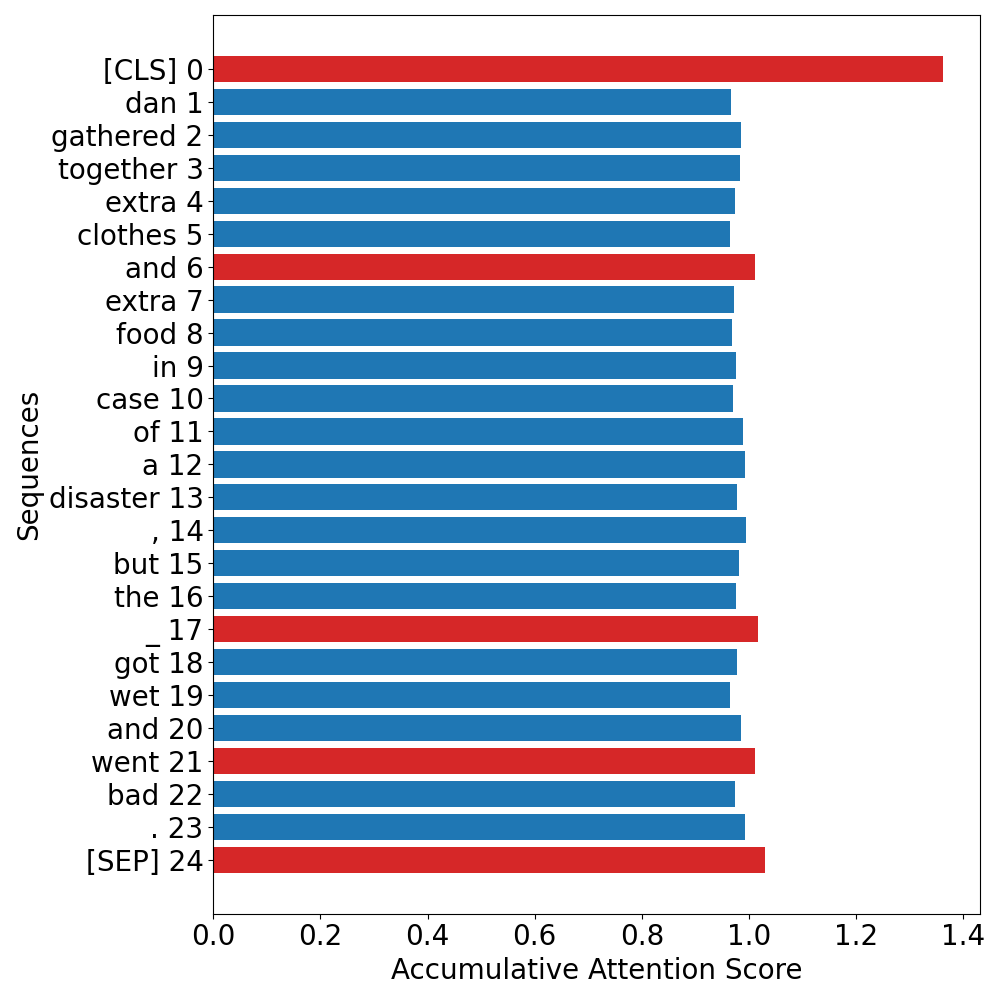 [CLS] 0
dan 1
gathered 2
together 3
extra 4
clothes 5
and 6
extra 7
food 8
in 9
case 10
of 11
a 12
disaster 13
, 14
but 15
the 16
_ 17
got 18
wet 19
and 20
went 21
bad 22
. 23
[SEP] 24
Sequences
0.0 0.2 0.4 0.6 0.8 1.0 1.2 1.4
Accumulative Attention Score